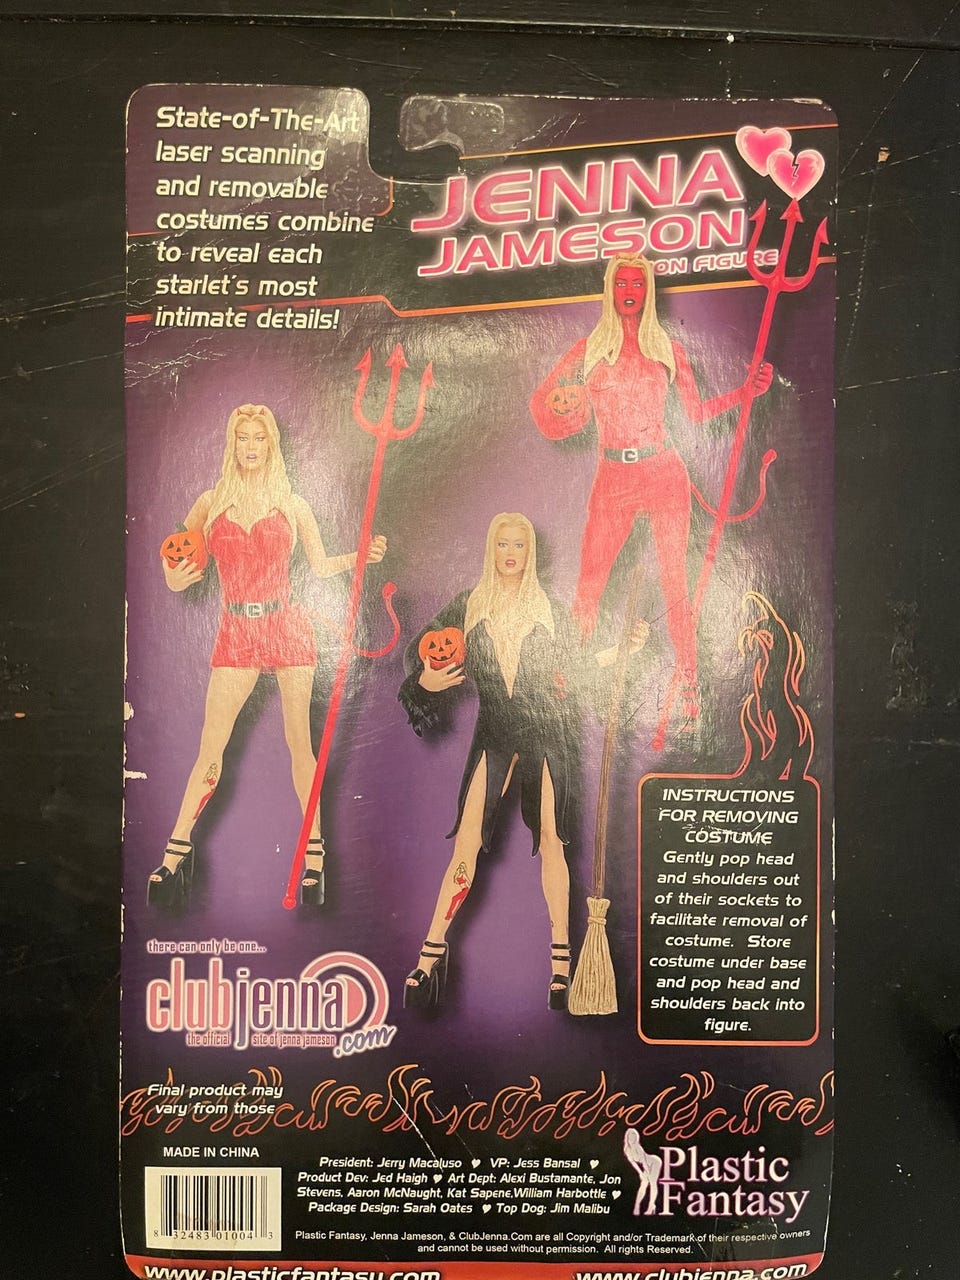 State-of-The-Art
laser scanning
and removable
costumes combine
to reveal each
starlet's most
intimate details!
JENNA
JAMESON
ON FIGURE
INSTRUCTIONS
FOR REMOVING
COSTUME
Gently pop head
and shoulders out
of their sockets to
facilitate removal of
costume. Store
costume under base
and pop head and
shoulders back into
figure.
there can only be one...
clubjenna
the official site of jenna jameson .com
Final product may
vary from those
MADE IN CHINA
8 32483 01004 3
President: Jerry Macaluso ♥ VP: Jess Bansal ♥
Product Dev: Jed Haigh ♥ Art Dept: Alexi Bustamante, Jon
Stevens, Aaron McNaught, Kat Sapene,William Harbottle ♥
Package Design: Sarah Oates ♥ Top Dog: Jim Malibu
Plastic
Fantasy
Plastic Fantasy, Jenna Jameson, & ClubJenna.Com are all Copyright and/or Trademark of their respective owners
and cannot be used without permission. All rights Reserved.
www.plasticfantasy.com
www.clubjenna.com